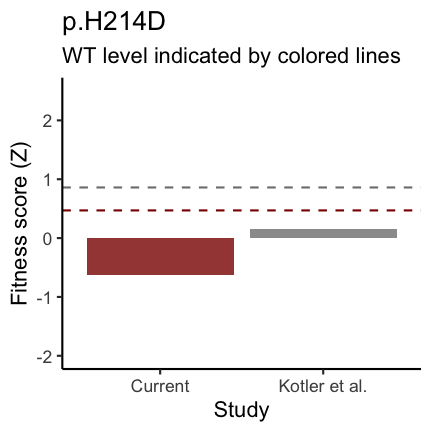 p.H214D
WT level indicated by colored lines
Fitness score (Z)
2
1
0
-1
-2
Current
Kotler et al.
Study